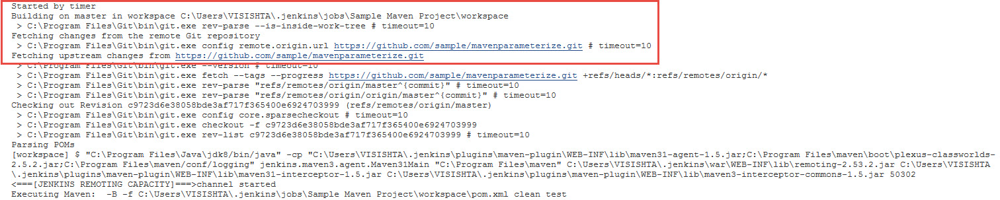 Started by timer
Building on master in workspace C:\Users\VISISHTA\.jenkins\jobs\Sample Maven Project\workspace
> C:\Program Files\Git\bin\git.exe rev-parse --is-inside-work-tree # timeout=10
Fetching changes from the remote Git repository
> C:\Program Files\Git\bin\git.exe config remote.origin.url https://github.com/sample/mavenparameterize.git # timeout=10
Fetching upstream changes from https://github.com/sample/mavenparameterize.git
> C:\Program Files\Git\bin\git.exe --version # timeout=10
> C:\Program Files\Git\bin\git.exe fetch --tags --progress https://github.com/sample/mavenparameterize.git +refs/heads/*:refs/remotes/origin/*
> C:\Program Files\Git\bin\git.exe rev-parse "refs/remotes/origin/master^{commit}" # timeout=10
> C:\Program Files\Git\bin\git.exe rev-parse "refs/remotes/origin/origin/master^{commit}" # timeout=10
Checking out Revision c9723d6e38058bde3af717f365400e6924703999 (refs/remotes/origin/master)
> C:\Program Files\Git\bin\git.exe config core.sparsecheckout # timeout=10
> C:\Program Files\Git\bin\git.exe checkout -f c9723d6e38058bde3af717f365400e6924703999
> C:\Program Files\Git\bin\git.exe rev-list c9723d6e38058bde3af717f365400e6924703999 # timeout=10
Parsing POMs
[workspace] $ "C:\Program Files\Java\jdk8/bin/java" -cp "C:\Users\VISISHTA\.jenkins\plugins\maven-plugin\WEB-INF\lib\maven31-agent-1.5.jar;C:\Program Files\maven\boot\plexus-classworlds-
2.5.2.jar;C:\Program Files\maven/conf/logging" jenkins.maven3.agent.Maven31Main "C:\Program Files\maven" C:\Users\VISISHTA\.jenkins\war\WEB-INF\lib\remoting-2.53.2.jar C:\Users\VISISHTA
\.jenkins\plugins\maven-plugin\WEB-INF\lib\maven31-interceptor-1.5.jar C:\Users\VISISHTA\.jenkins\plugins\maven-plugin\WEB-INF\lib\maven3-interceptor-commons-1.5.jar 50302
<===[JENKINS REMOTING CAPACITY]===>channel started
Executing Maven:  -B -f C:\Users\VISISHTA\.jenkins\jobs\Sample Maven Project\workspace\pom.xml clean test